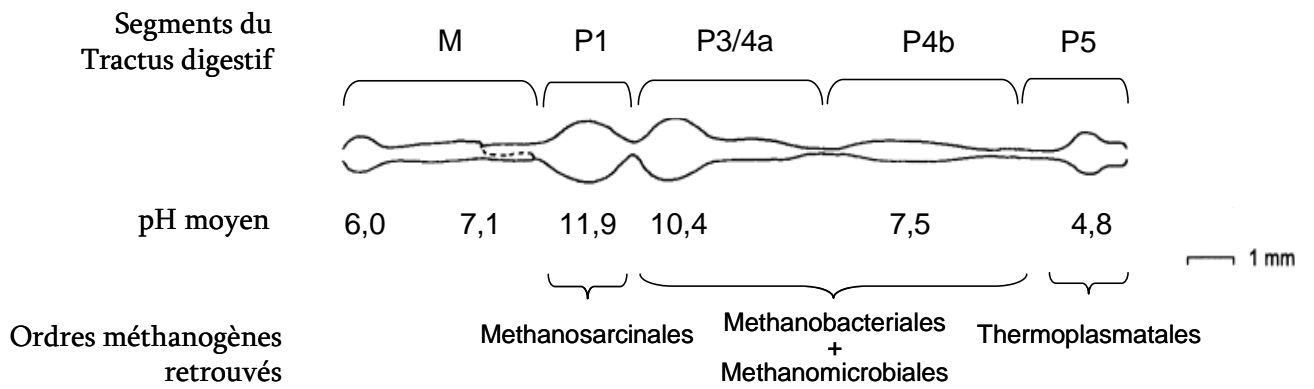 Segments du
Tractus digestif
M P1 P3/4a P4b P5
pH moyen 6,0 7,1 11,9 10,4 7,5 4,8
1 mm
Ordres méthanogènes
retrouvés
Methanosarcinales
Methanobacteriales
+
Methanomicrobiales
Thermoplasmatales